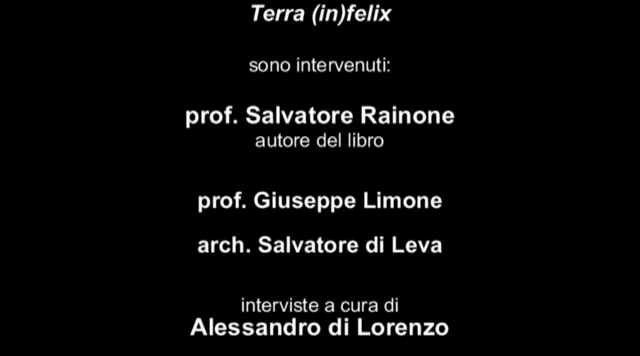 Terra (in)felix
sono intervenuti:
prof. Salvatore Rainone
autore del libro
prof. Giuseppe Limone
arch. Salvatore di Leva
interviste a cura di
Alessandro di Lorenzo